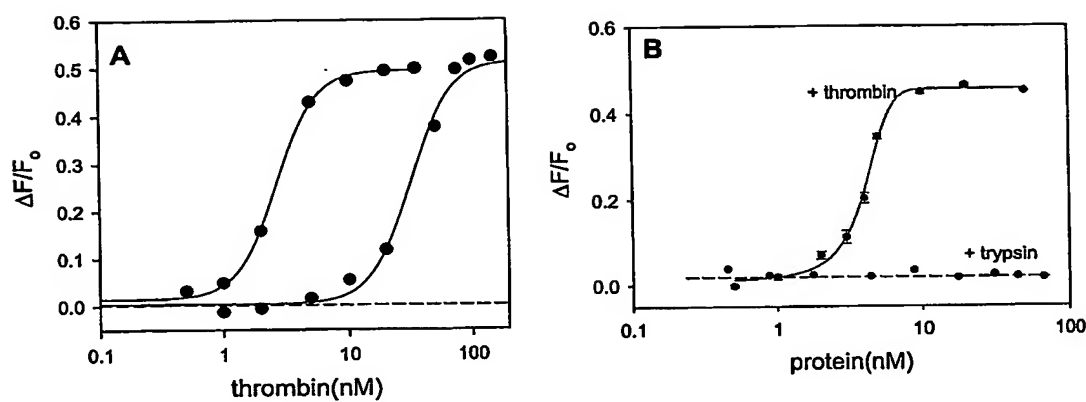 A
ΔF/Fo
0.6
0.5
0.4
0.3
0.2
0.1
0.0
0.1
1
10
100
thrombin(nM)
B
ΔF/Fo
0.6
0.4
0.2
0.0
+ thrombin
+ trypsin
0.1
1
10
100
protein(nM)